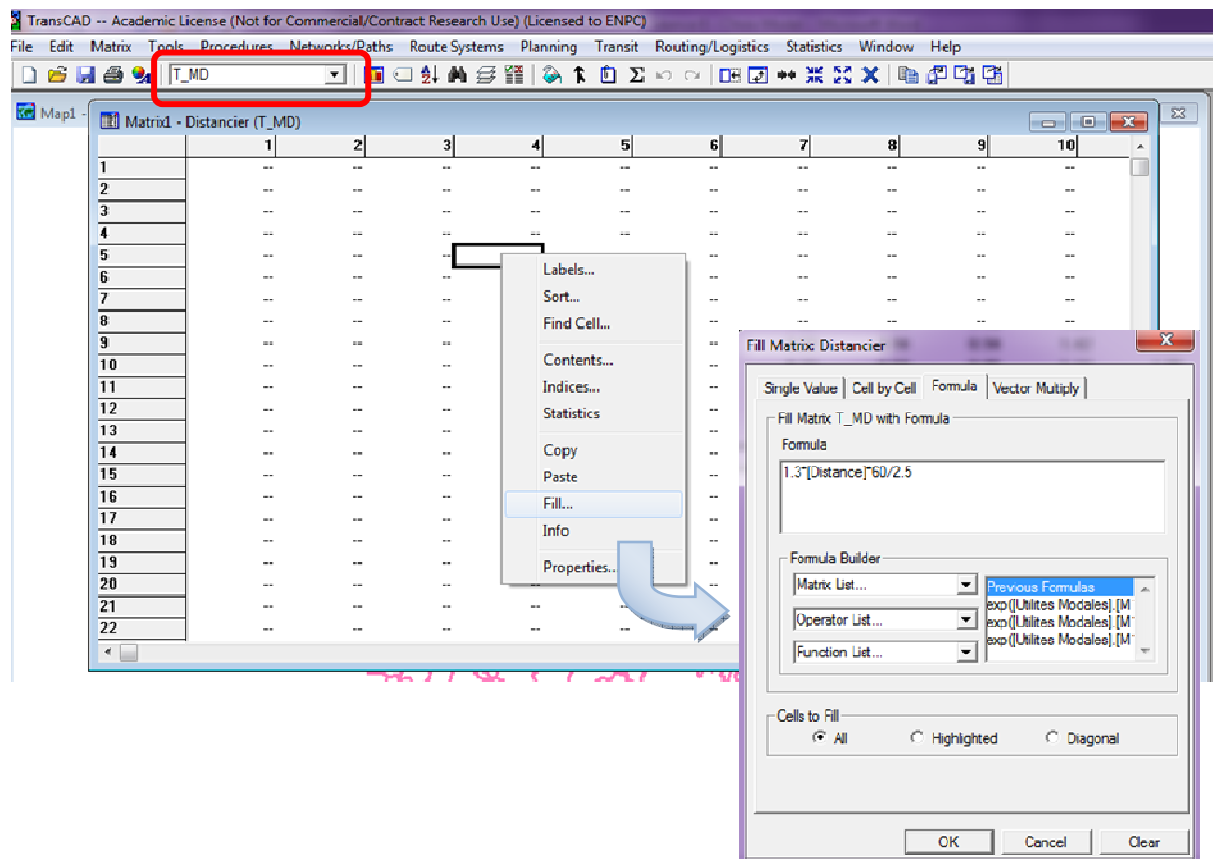 TransCAD -- Academic License (Not for Commercial/Contract Research Use) (Licensed to ENPC)
File Edit Matrix Tools Procedures Networks/Paths Route Systems Planning Transit Routing/Logistics Statistics Window Help
T_MD
Map1 -
Matrix1 - Distancier (T_MD)
1 2 3 4 5 6 7 8 9 10
1 -- -- -- -- -- -- -- -- -- --
2 -- -- -- -- -- -- -- -- -- --
3 -- -- -- -- -- -- -- -- -- --
4 -- -- -- -- -- -- -- -- -- --
5 -- -- -- -- -- -- -- --
6 -- -- -- -- -- -- -- --
7 -- -- -- -- -- -- -- --
8 -- -- -- -- -- -- -- --
9 -- -- --
10 -- -- --
11 -- -- -- --
12 -- -- -- --
13 -- -- -- --
14 -- -- -- --
15 -- -- -- --
16 -- -- -- --
17 -- -- -- --
18 -- -- -- --
19 -- -- -- --
20 -- -- -- --
21 -- -- -- -- --
22 -- -- -- -- --
Labels...
Sort...
Find Cell...
Contents...
Indices...
Statistics
Copy
Paste
Fill...
Info
Properties...
Fill Matrix Distancier
Single Value Cell by Cell Formula Vector Multiply
Fill Matrix T_MD with Formula
Formula
1.3*[Distance]*60/2.5
Formula Builder
Matrix List...
Operator List...
Function List...
Previous Formulas
exp([Utilites Modales].[M
exp([Utilites Modales].[M
exp([Utilites Modales].[M
Cells to Fill
All Highlighted Diagonal
OK Cancel Clear